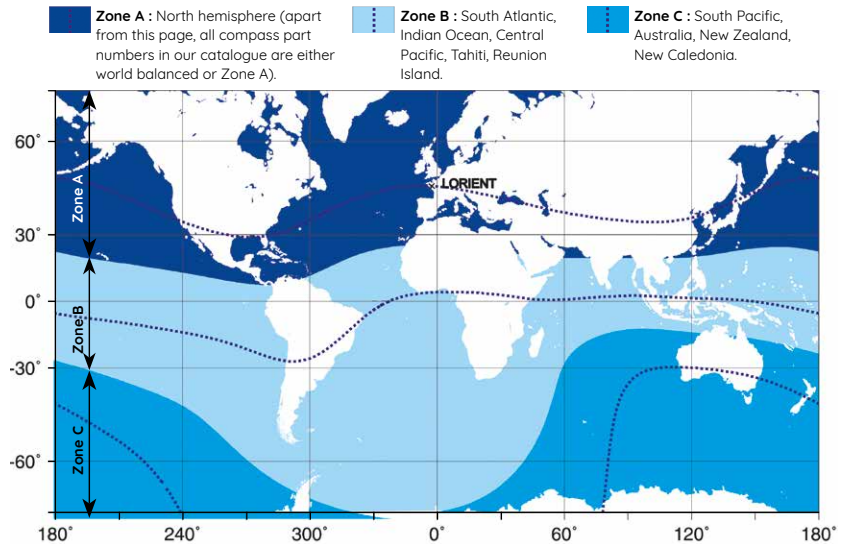 Zone A : North hemisphere (apart
from this page, all compass part
numbers in our catalogue are either
world balanced or Zone A).
Zone B : South Atlantic,
Indian Ocean, Central
Pacific, Tahiti, Reunion
Island.
Zone C : South Pacific,
Australia, New Zealand,
New Caledonia.
60°
30°
0°
-30°
-60°
Zone A
Zone B
Zone C
LORIENT
180°
240°
300°
0°
60°
120°
180°